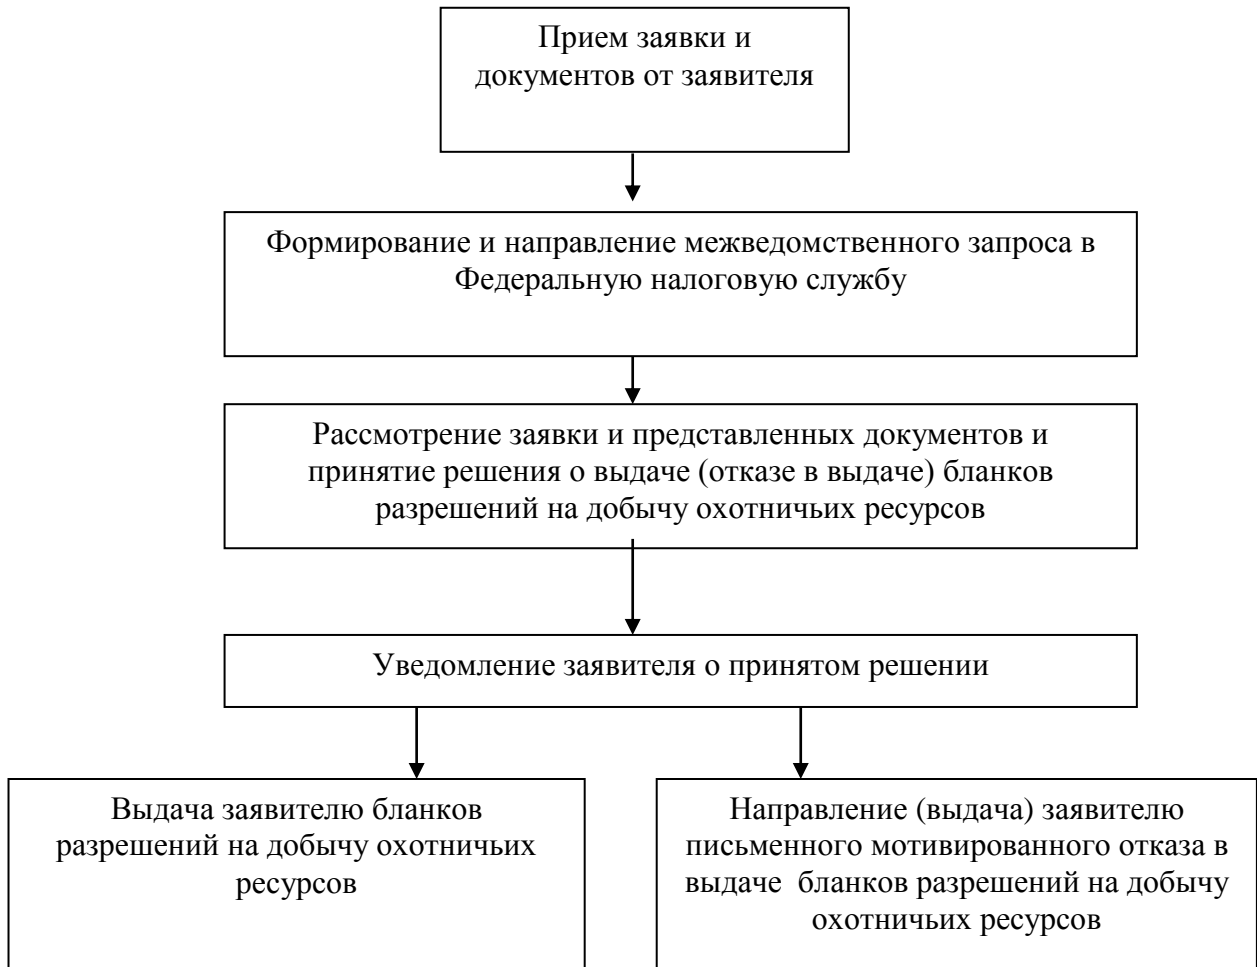 Прием заявки и
документов от заявителя
Формирование и направление межведомственного запроса в
Федеральную налоговую службу
Рассмотрение заявки и представленных документов и
принятие решения о выдаче (отказе в выдаче) бланков
разрешений на добычу охотничьих ресурсов
Уведомление заявителя о принятом решении
Выдача заявителю бланков
разрешений на добычу охотничьих
ресурсов
Направление (выдача) заявителю
письменного мотивированного отказа в
выдаче  бланков разрешений на добычу
охотничьих ресурсов